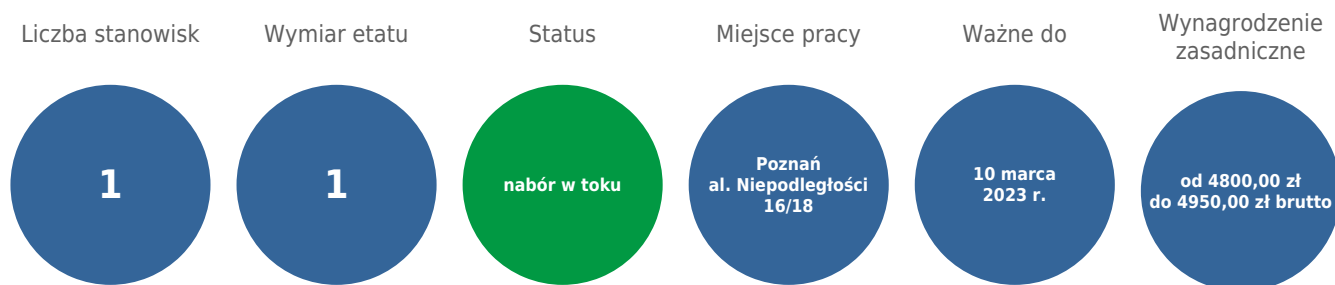 Liczba stanowisk
1
Wymiar etatu
1
Status
nabór w toku
Miejsce pracy
Poznań
al. Niepodległości
16/18
Ważne do
10 marca
2023 r.
Wynagrodzenie
zasadnicze
od 4800,00 zł
do 4950,00 zł brutto